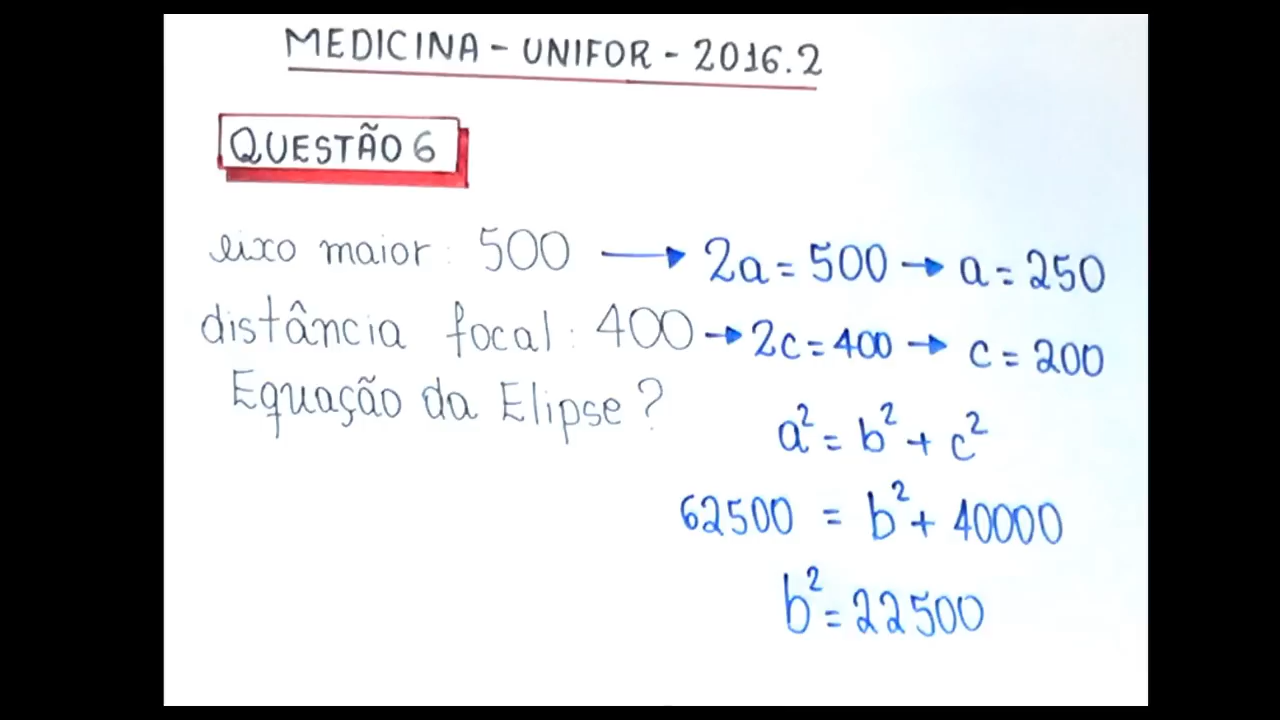 MEDICINA - UNIFOR - 2016.2
QUESTÃO 6
eixo maior: 500 → 2a = 500 → a = 250
distância focal: 400 → 2c = 400 → c = 200
Equação da Elipse?
a² = b² + c²
62500 = b² + 40000
b² = 22500